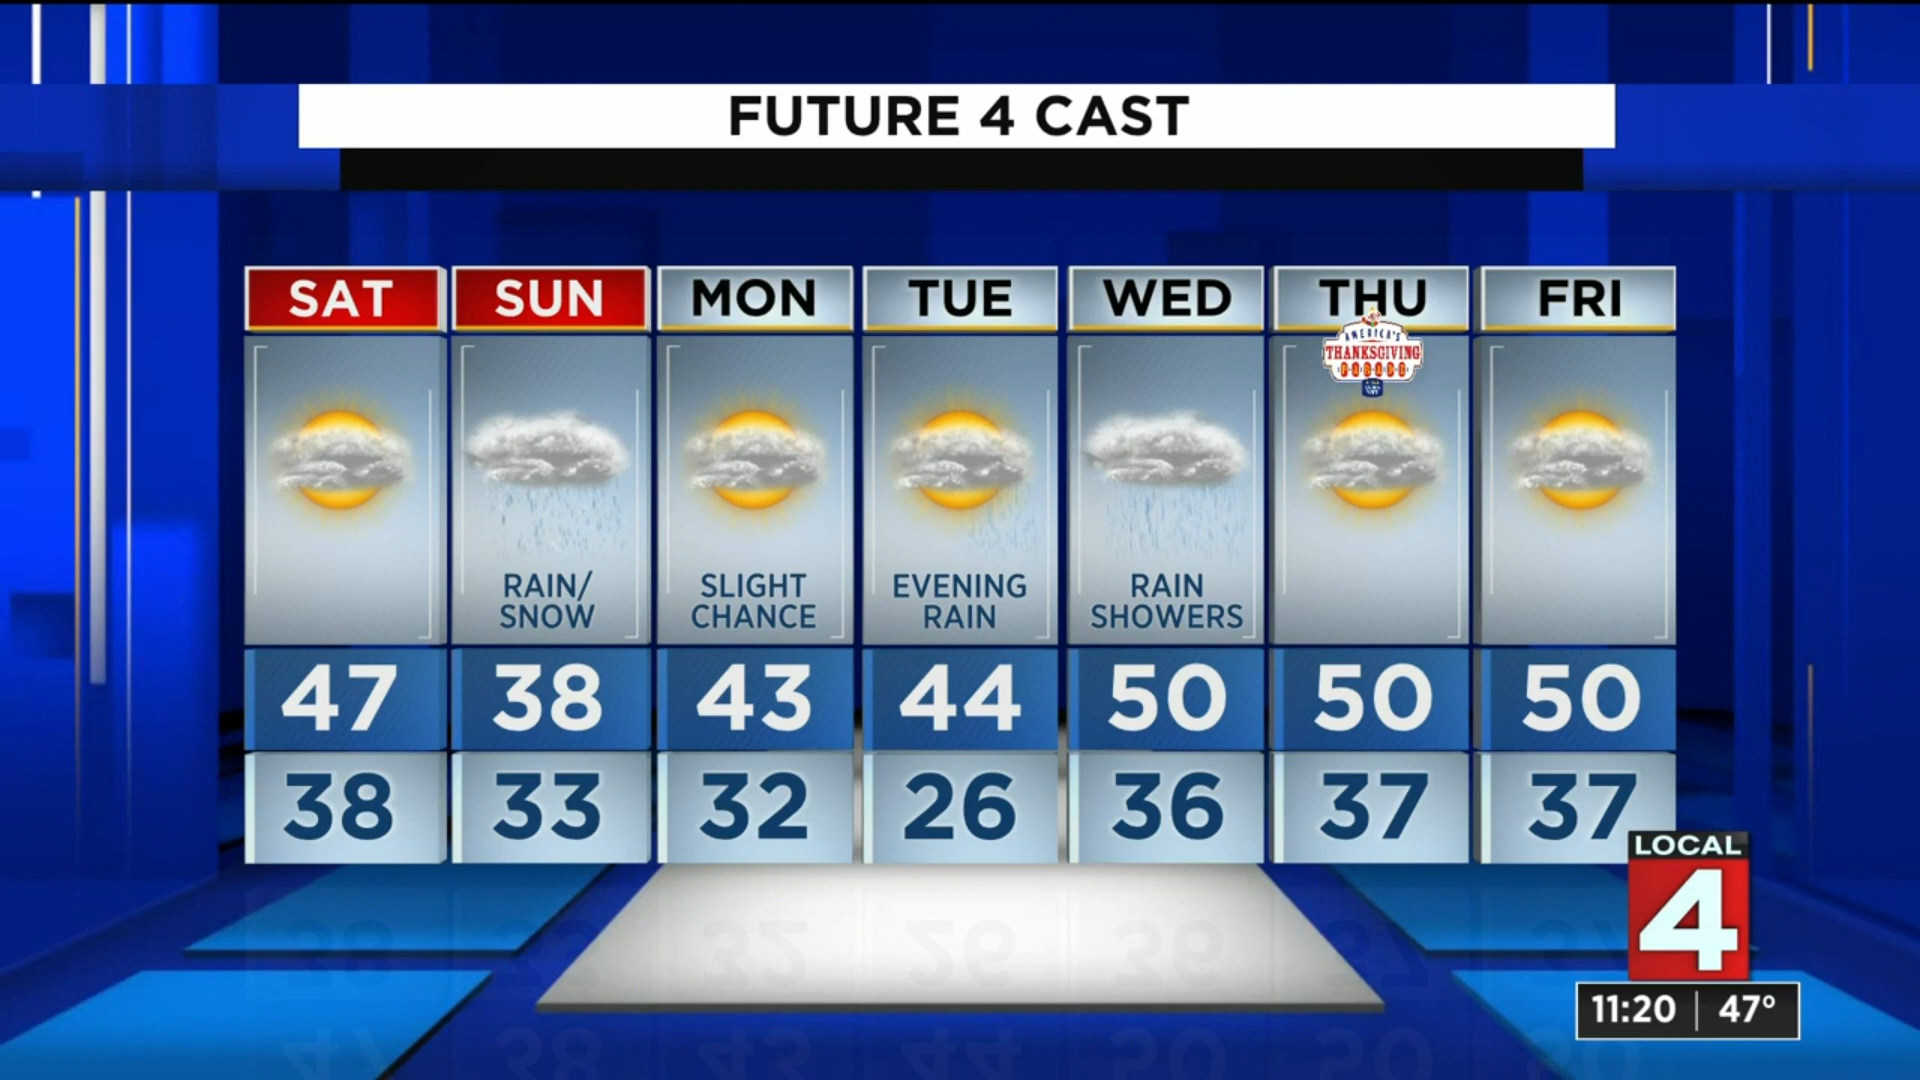 FUTURE 4 CAST
SAT SUN MON TUE WED THU FRI
AMERICA'S
THANKSGIVING
PARADE
RAIN/
SNOW
SLIGHT
CHANCE
EVENING
RAIN
RAIN
SHOWERS
47 38 43 44 50 50 50
38 33 32 26 36 37 37
LOCAL
4
11:20 47°